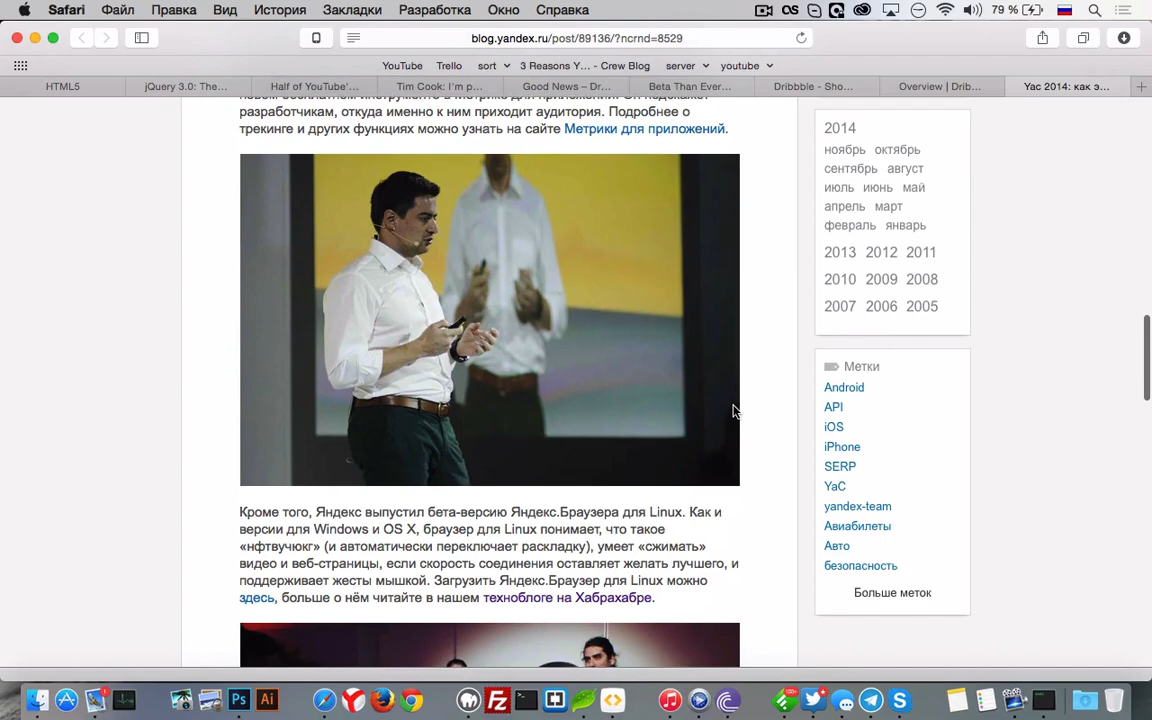 Safari Файл Правка Вид История Закладки Разработка Окно Справка 79 %
blog.yandex.ru/post/89136/?ncrnd=8529
YouTube Trello sort 3 Reasons Y… - Crew Blog server youtube
HTML5 jQuery 3.0: The... Half of YouTube'... Tim Cook: I'm p... Good News – Dr... Beta Than Ever... Dribbble - Sho... Overview | Drib... Yac 2014: как э...
разработчикам, откуда именно к ним приходит аудитория. Подробнее о
трекинге и других функциях можно узнать на сайте Метрики для приложений.
Кроме того, Яндекс выпустил бета-версию Яндекс.Браузера для Linux. Как и
версии для Windows и OS X, браузер для Linux понимает, что такое
«нфтвучюкг» (и автоматически переключает раскладку), умеет «сжимать»
видео и веб-страницы, если скорость соединения оставляет желать лучшего, и
поддерживает жесты мышкой. Загрузить Яндекс.Браузер для Linux можно
здесь, больше о нём читайте в нашем техноблоге на Хабрахабре.
2014
ноябрь октябрь
сентябрь август
июль июнь май
апрель март
февраль январь
2013 2012 2011
2010 2009 2008
2007 2006 2005
Метки
Android
API
iOS
iPhone
SERP
YaC
yandex-team
Авиабилеты
Авто
безопасность
Больше меток
Ps Ai Fz